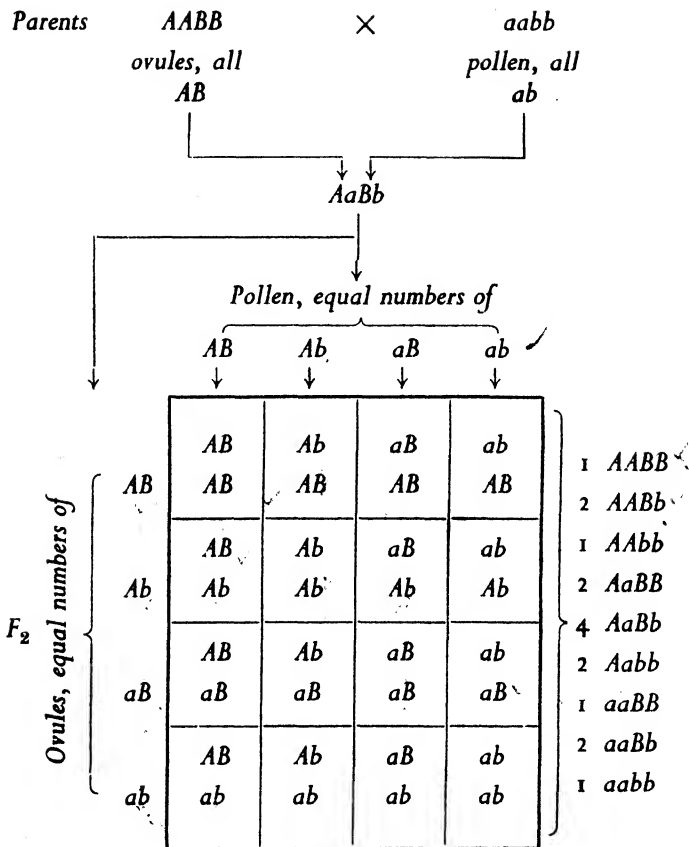 Parents AABB × aabb
ovules, all pollen, all
AB ab
AaBb
Pollen, equal numbers of
AB Ab aB ab
F2
Ovules, equal numbers of
AB Ab aB ab
AB AB AB AB AB
AB Ab aB ab
Ab Ab Ab Ab Ab
AB Ab aB ab
aB aB aB aB aB
AB Ab aB ab
ab ab ab ab ab
1 AABB
2 AABb
1 AAbb
2 AaBB
4 AaBb
2 Aabb
1 aaBB
2 aaBb
1 aabb